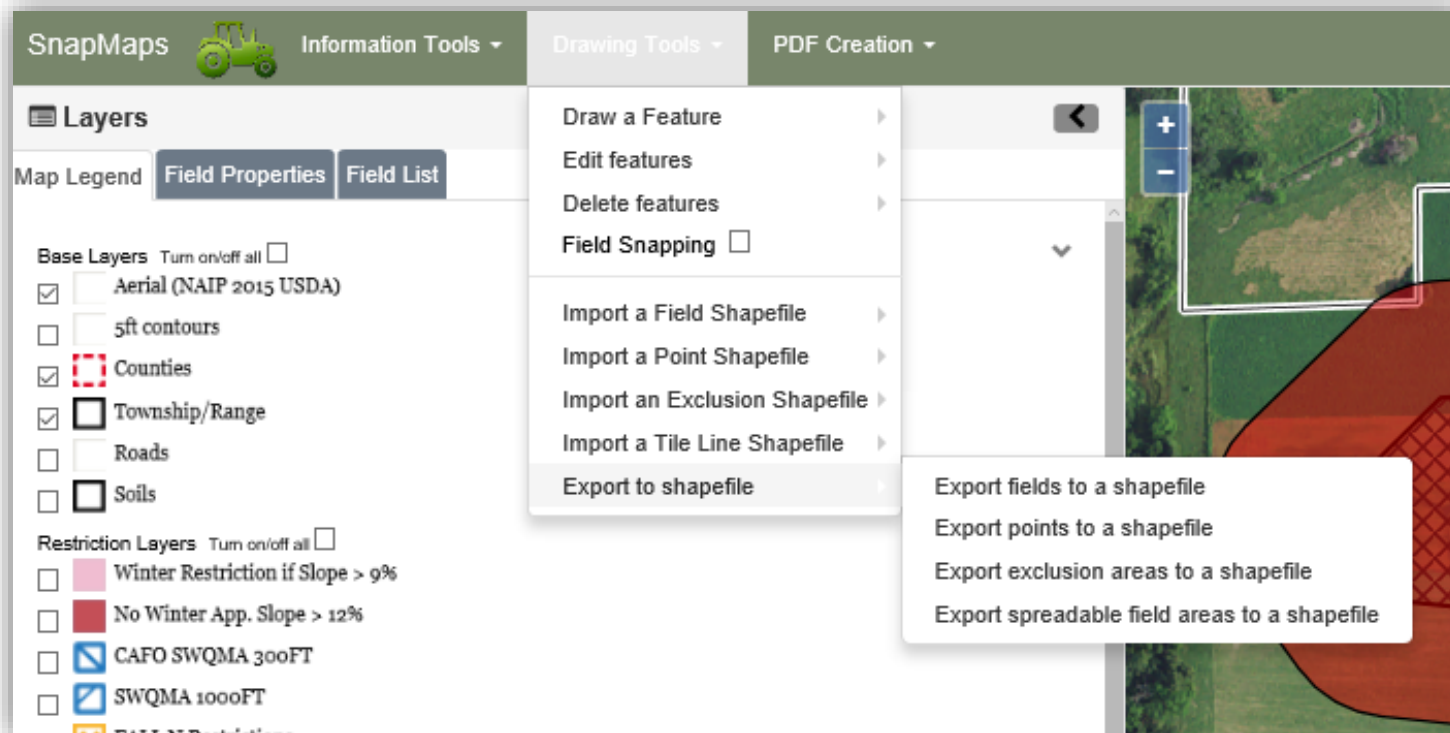 SnapMaps Information Tools Drawing Tools PDF Creation
Layers
Map Legend Field Properties Field List
Base Layers Turn on/off all
Aerial (NAIP 2015 USDA)
5ft contours
Counties
Township/Range
Roads
Soils
Restriction Layers Turn on/off all
Winter Restriction if Slope > 9%
No Winter App. Slope > 12%
CAFO SWQMA 300FT
SWQMA 1000FT
Draw a Feature
Edit features
Delete features
Field Snapping
Import a Field Shapefile
Import a Point Shapefile
Import an Exclusion Shapefile
Import a Tile Line Shapefile
Export to shapefile
Export fields to a shapefile
Export points to a shapefile
Export exclusion areas to a shapefile
Export spreadable field areas to a shapefile
+
−